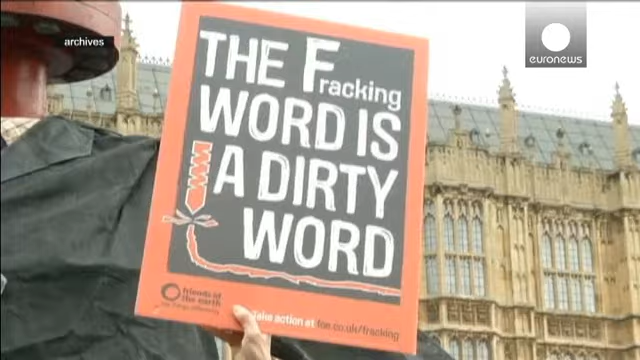 archives
euronews
THE Fracking
WORD IS
A DIRTY
WORD
friends of
the earth
Take action at foe.co.uk/fracking